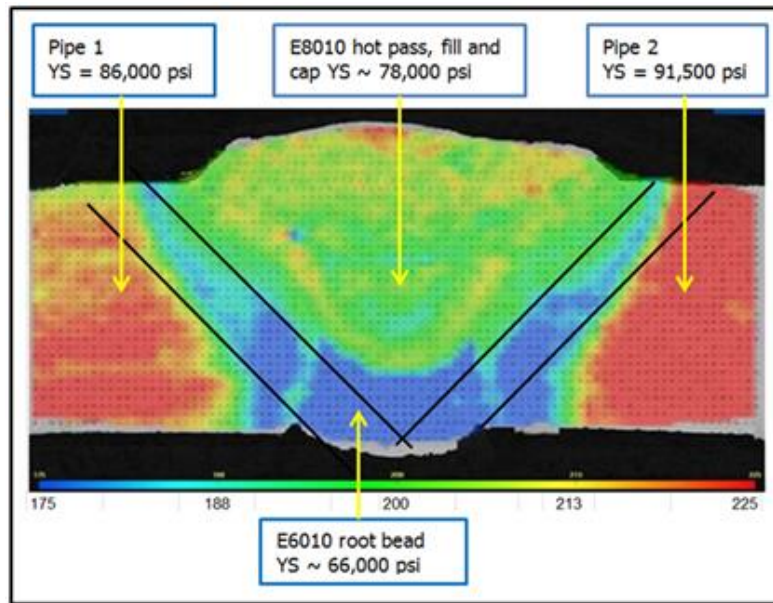 Pipe 1
YS = 86,000 psi
E8010 hot pass, fill and
cap YS ~ 78,000 psi
Pipe 2
YS = 91,500 psi
175
188
200
213
225
E6010 root bead
YS ~ 66,000 psi